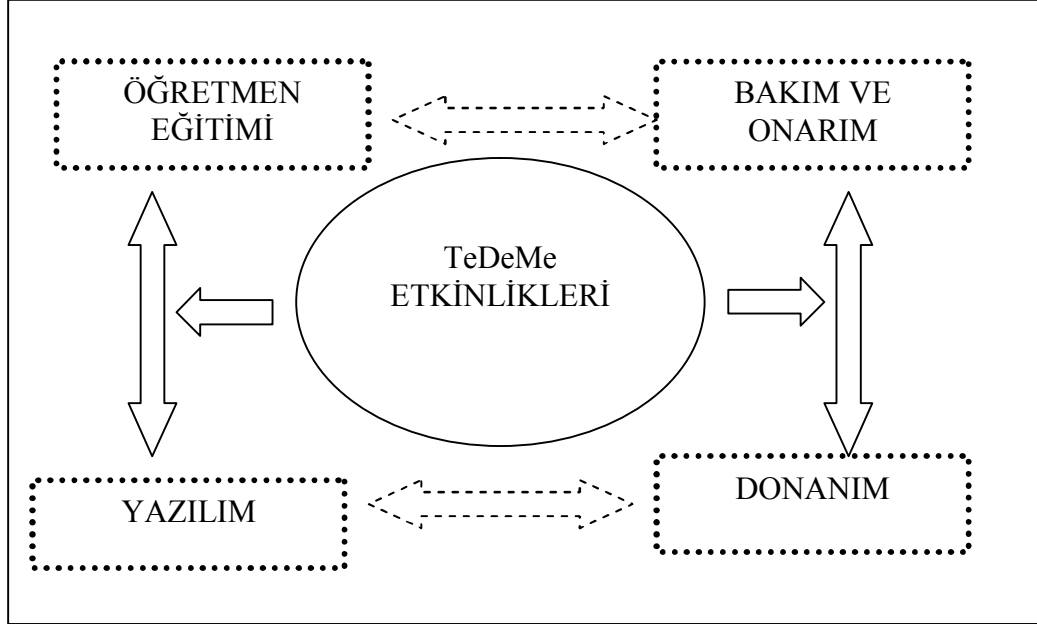 ÖĞRETMEN
EĞİTİMİ
BAKIM VE
ONARIM
TeDeMe
ETKİNLİKLERİ
YAZILIM
DONANIM